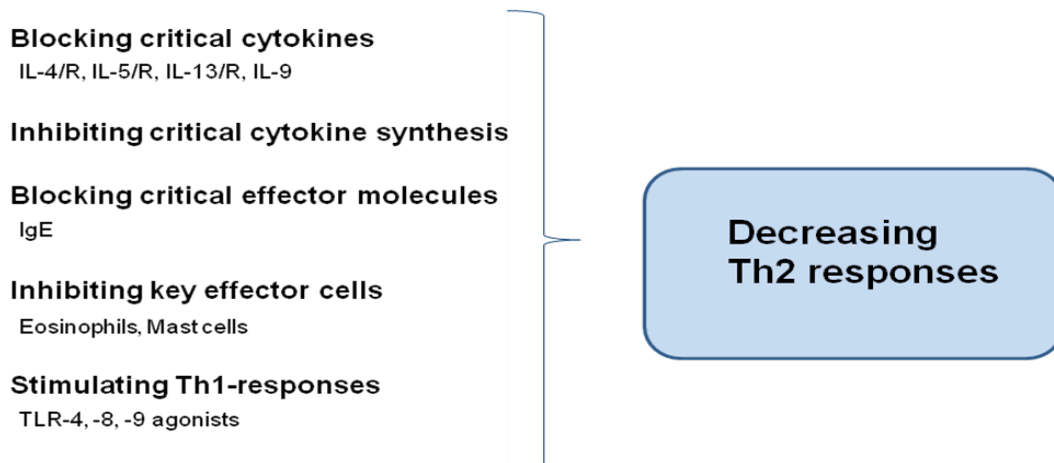 Blocking critical cytokines
IL-4/R, IL-5/R, IL-13/R, IL-9
Inhibiting critical cytokine synthesis
Blocking critical effector molecules
IgE
Inhibiting key effector cells
Eosinophils, Mast cells
Stimulating Th1-responses
TLR-4, -8, -9 agonists
Decreasing
Th2 responses